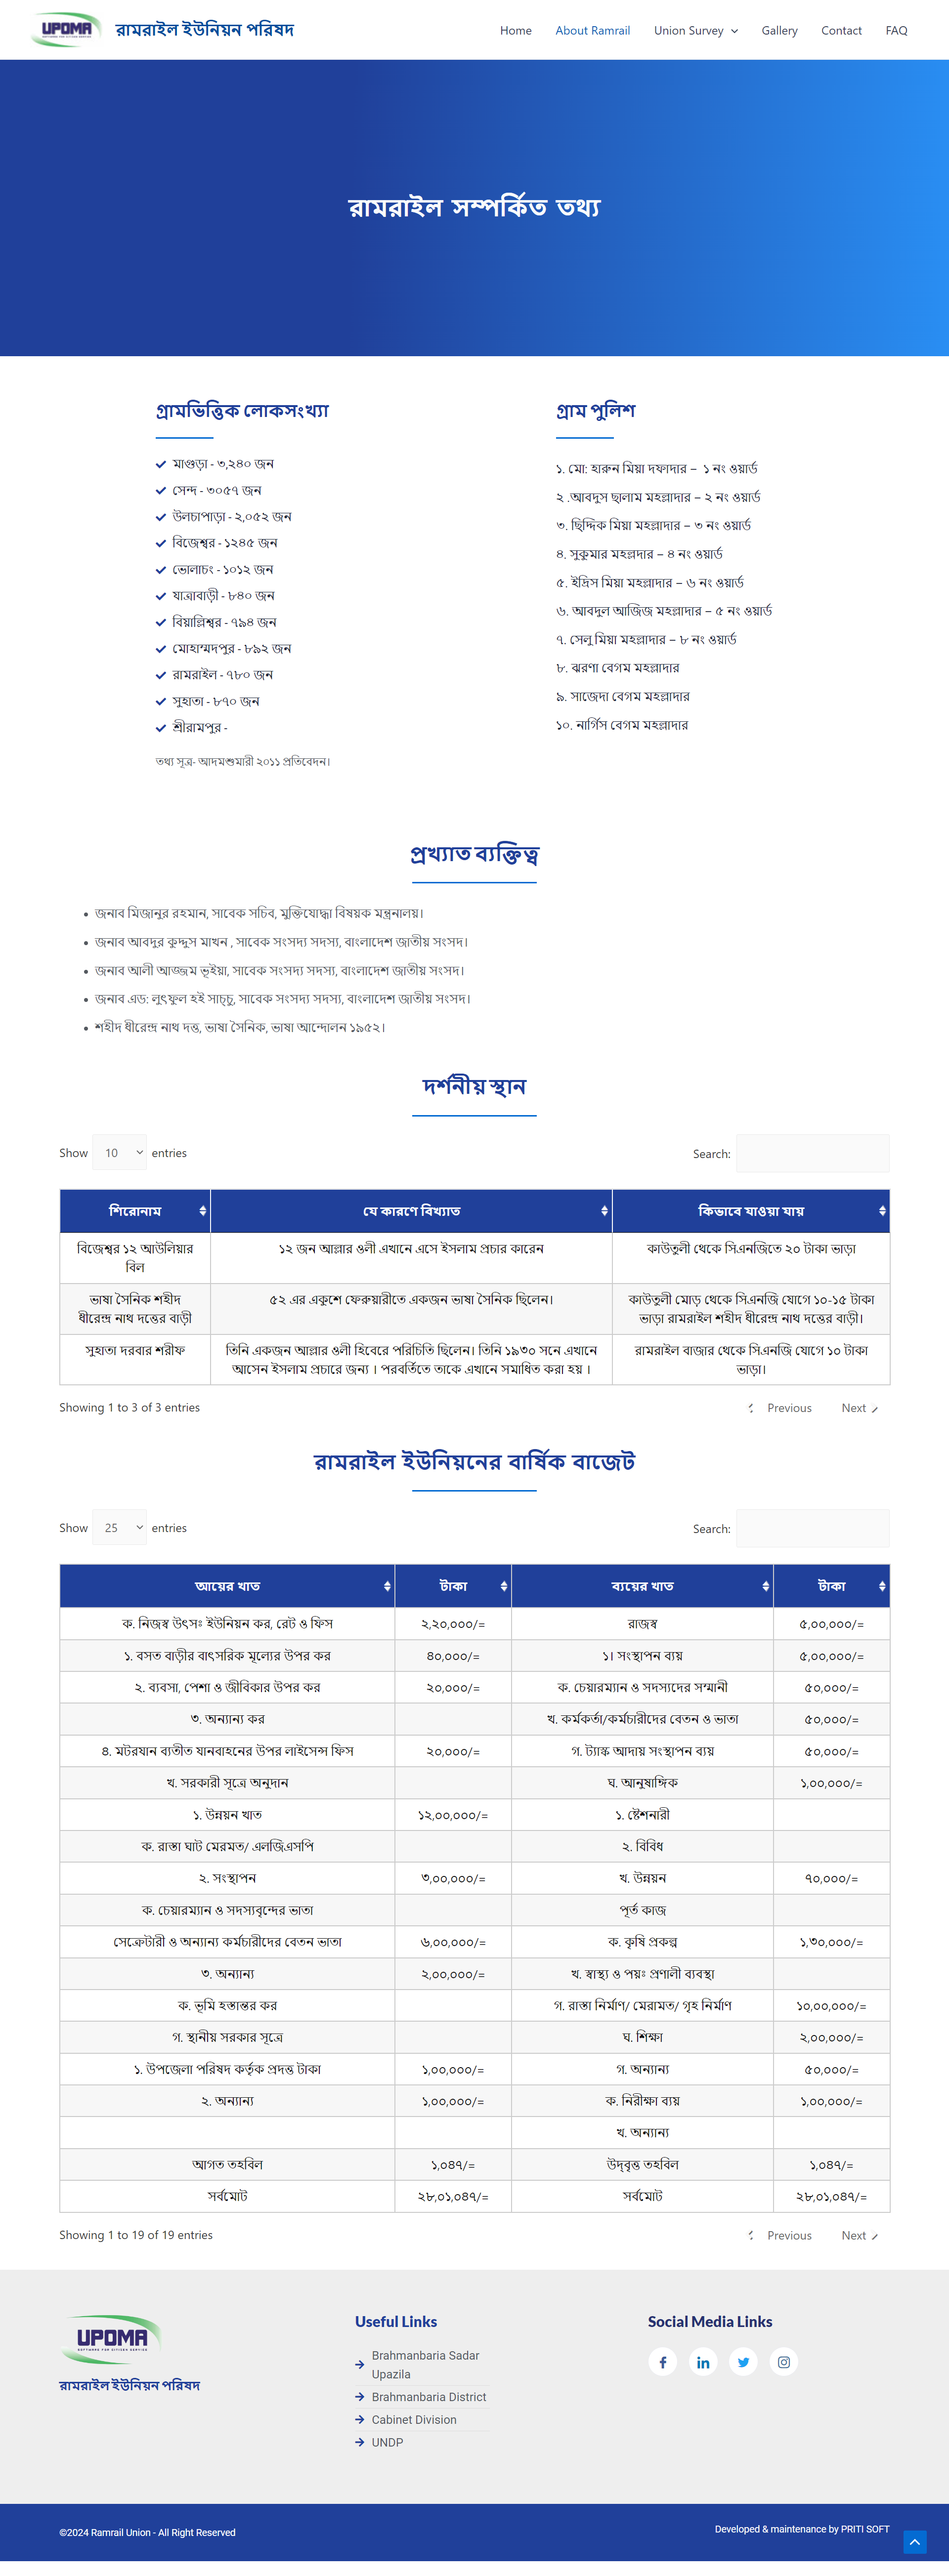 UPOMA
SOFTWARE FOR CITIZEN SERVICE
রামরাইল ইউনিয়ন পরিষদ
Home About Ramrail Union Survey Gallery Contact FAQ
রামরাইল সম্পর্কিত তথ্য
গ্রামভিত্তিক লোকসংখ্যা
মাগুড়া - ৩,২৪০ জন
সেন্দ - ৩০৫৭ জন
উলচাপাড়া - ২,০৫২ জন
বিজেশ্বর - ১২৪৫ জন
ভোলাচং - ১০১২ জন
যাত্রাবাড়ী - ৮৪০ জন
বিয়াল্লিশ্বর - ৭৯৪ জন
মোহাম্মদপুর - ৮৯২ জন
রামরাইল - ৭৮০ জন
সুহাতা - ৮৭০ জন
শ্রীরামপুর -
তথ্য সূত্র- আদমশুমারী ২০১১ প্রতিবেদন।
গ্রাম পুলিশ
১. মো: হারুন মিয়া দফাদার – ১ নং ওয়ার্ড
২ .আবদুস ছালাম মহল্লাদার – ২ নং ওয়ার্ড
৩. ছিদ্দিক মিয়া মহল্লাদার – ৩ নং ওয়ার্ড
৪. সুকুমার মহল্লদার – ৪ নং ওয়ার্ড
৫. ইদ্রিস মিয়া মহল্লাদার – ৬ নং ওয়ার্ড
৬. আবদুল আজিজ মহল্লাদার – ৫ নং ওয়ার্ড
৭. সেলু মিয়া মহল্লাদার – ৮ নং ওয়ার্ড
৮. ঝরণা বেগম মহল্লাদার
৯. সাজেদা বেগম মহল্লাদার
১০. নার্গিস বেগম মহল্লাদার
প্রখ্যাত ব্যক্তিত্ব
জনাব মিজানুর রহমান, সাবেক সচিব, মুক্তিযোদ্ধা বিষয়ক মন্ত্রনালয়।
জনাব আবদুর কুদ্দুস মাখন , সাবেক সংসদ্য সদস্য, বাংলাদেশ জাতীয় সংসদ।
জনাব আলী আজ্জম ভূইয়া, সাবেক সংসদ্য সদস্য, বাংলাদেশ জাতীয় সংসদ।
জনাব এড: লুৎফুল হই সাচ্চু, সাবেক সংসদ্য সদস্য, বাংলাদেশ জাতীয় সংসদ।
শহীদ ধীরেন্দ্র নাথ দত্ত, ভাষা সৈনিক, ভাষা আন্দোলন ১৯৫২।
দর্শনীয় স্থান
Show 10 entries Search:
শিরোনাম যে কারণে বিখ্যাত কিভাবে যাওয়া যায়
বিজেশ্বর ১২ আউলিয়ার ১২ জন আল্লার ওলী এখানে এসে ইসলাম প্রচার কারেন কাউতুলী থেকে সিএনজিতে ২০ টাকা ভাড়া
বিল
ভাষা সৈনিক শহীদ ৫২ এর একুশে ফেব্রুয়ারীতে একজন ভাষা সৈনিক ছিলেন। কাউতুলী মোড় থেকে সিএনজি যোগে ১০-১৫ টাকা
ধীরেন্দ্র নাথ দত্তের বাড়ী ভাড়া রামরাইল শহীদ ধীরেন্দ্র নাথ দত্তের বাড়ী।
সুহাতা দরবার শরীফ তিনি একজন আল্লার ওলী হিবেরে পরিচিতি ছিলেন। তিনি ১৯৩০ সনে এখানে রামরাইল বাজার থেকে সিএনজি যোগে ১০ টাকা
আসেন ইসলাম প্রচারে জন্য । পরবর্তিতে তাকে এখানে সমাধিত করা হয় । ভাড়া।
Showing 1 to 3 of 3 entries Previous Next
রামরাইল ইউনিয়নের বার্ষিক বাজেট
Show 25 entries Search:
আয়ের খাত টাকা ব্যয়ের খাত টাকা
ক. নিজস্ব উৎসঃ ইউনিয়ন কর, রেট ও ফিস ২,২০,০০০/= রাজস্ব ৫,০০,০০০/=
১. বসত বাড়ীর বাৎসরিক মূল্যের উপর কর ৪০,০০০/= ১। সংস্থাপন ব্যয় ৫,০০,০০০/=
২. ব্যবসা, পেশা ও জীবিকার উপর কর ২০,০০০/= ক. চেয়ারম্যান ও সদস্যদের সম্মানী ৫০,০০০/=
৩. অন্যান্য কর খ. কর্মকর্তা/কর্মচারীদের বেতন ও ভাতা ৫০,০০০/=
৪. মটরযান ব্যতীত যানবাহনের উপর লাইসেন্স ফিস ২০,০০০/= গ. ট্যাক্স আদায় সংস্থাপন ব্যয় ৫০,০০০/=
খ. সরকারী সূত্রে অনুদান ঘ. আনুষাঙ্গিক ১,০০,০০০/=
১. উন্নয়ন খাত ১২,০০,০০০/= ১. ষ্টেশনারী
ক. রাস্তা ঘাট মেরমত/ এলজিএসপি ২. বিবিধ
২. সংস্থাপন ৩,০০,০০০/= খ. উন্নয়ন ৭০,০০০/=
ক. চেয়ারম্যান ও সদস্যবৃন্দের ভাতা পূর্ত কাজ
সেক্রেটারী ও অন্যান্য কর্মচারীদের বেতন ভাতা ৬,০০,০০০/= ক. কৃষি প্রকল্প ১,৩০,০০০/=
৩. অন্যান্য ২,০০,০০০/= খ. স্বাস্থ্য ও পয়ঃ প্রণালী ব্যবস্থা
ক. ভূমি হস্তান্তর কর গ. রাস্তা নির্মাণ/ মেরামত/ গৃহ নির্মাণ ১০,০০,০০০/=
গ. স্থানীয় সরকার সূত্রে ঘ. শিক্ষা ২,০০,০০০/=
১. উপজেলা পরিষদ কর্তৃক প্রদত্ত টাকা ১,০০,০০০/= গ. অন্যান্য ৫০,০০০/=
২. অন্যান্য ১,০০,০০০/= ক. নিরীক্ষা ব্যয় ১,০০,০০০/=
খ. অন্যান্য
আগত তহবিল ১,০৪৭/= উদ্বৃত্ত তহবিল ১,০৪৭/=
সর্বমোট ২৮,০১,০৪৭/= সর্বমোট ২৮,০১,০৪৭/=
Showing 1 to 19 of 19 entries Previous Next
UPOMA
SOFTWARE FOR CITIZEN SERVICE
রামরাইল ইউনিয়ন পরিষদ
Useful Links
Brahmanbaria Sadar
Upazila
Brahmanbaria District
Cabinet Division
UNDP
Social Media Links
©2024 Ramrail Union - All Right Reserved
Developed & maintenance by PRITI SOFT